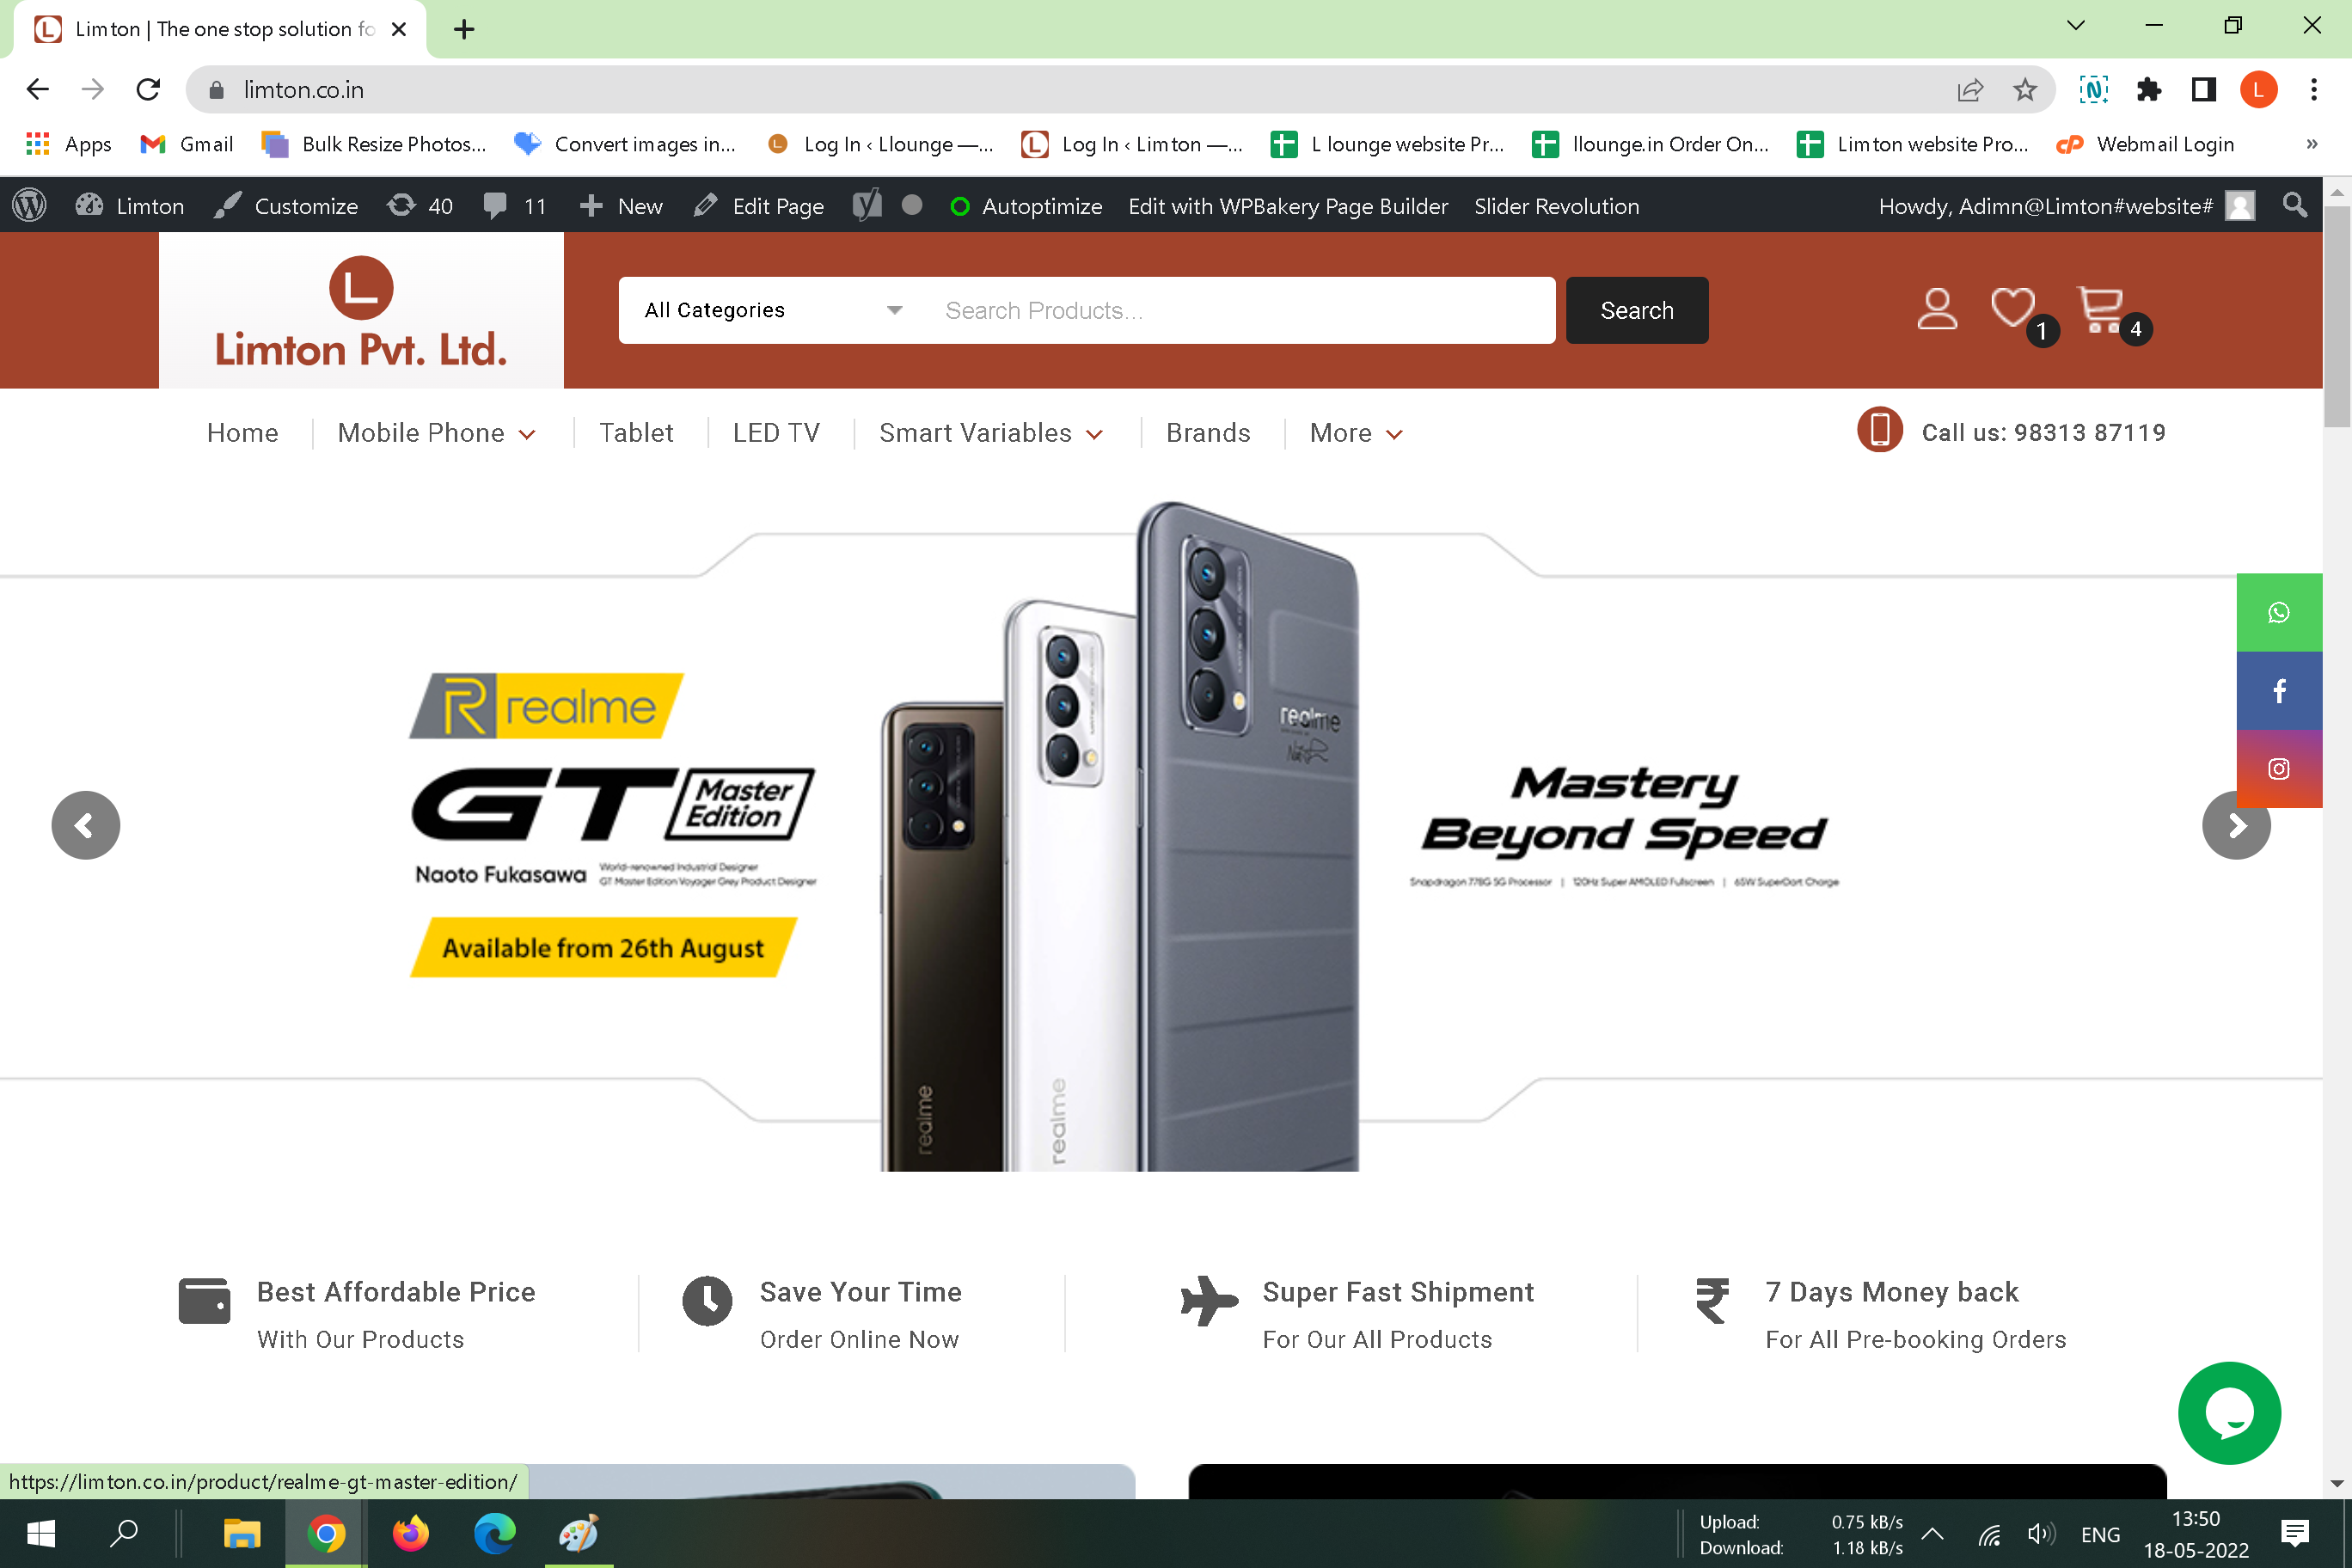 Limton | The one stop solution fo
limton.co.in
Apps Gmail Bulk Resize Photos... Convert images in... Log In ‹ Llounge —... Log In ‹ Limton —... L lounge website Pr... llounge.in Order On... Limton website Pro... Webmail Login »
Limton Customize 40 11 New Edit Page Autoptimize Edit with WPBakery Page Builder Slider Revolution Howdy, Adimn@Limton#website#
L
Limton Pvt. Ltd.
All Categories Search Products... Search 1 4
Home Mobile Phone Tablet LED TV Smart Variables Brands More Call us: 98313 87119
R realme
GT Master Edition
Naoto Fukasawa World-renowned Industrial Designer
GT Master Edition Voyager Grey Product Designer
Available from 26th August
realme
realme
realme
Mastery
Beyond Speed
Snapdragon 778G 5G Processor | 120Hz Super AMOLED Fullscreen | 65W SuperDart Charge
Best Affordable Price
With Our Products
Save Your Time
Order Online Now
Super Fast Shipment
For Our All Products
7 Days Money back
For All Pre-booking Orders
https://limton.co.in/product/realme-gt-master-edition/
Upload: 0.75 kB/s
Download: 1.18 kB/s
ENG
13:50
18-05-2022